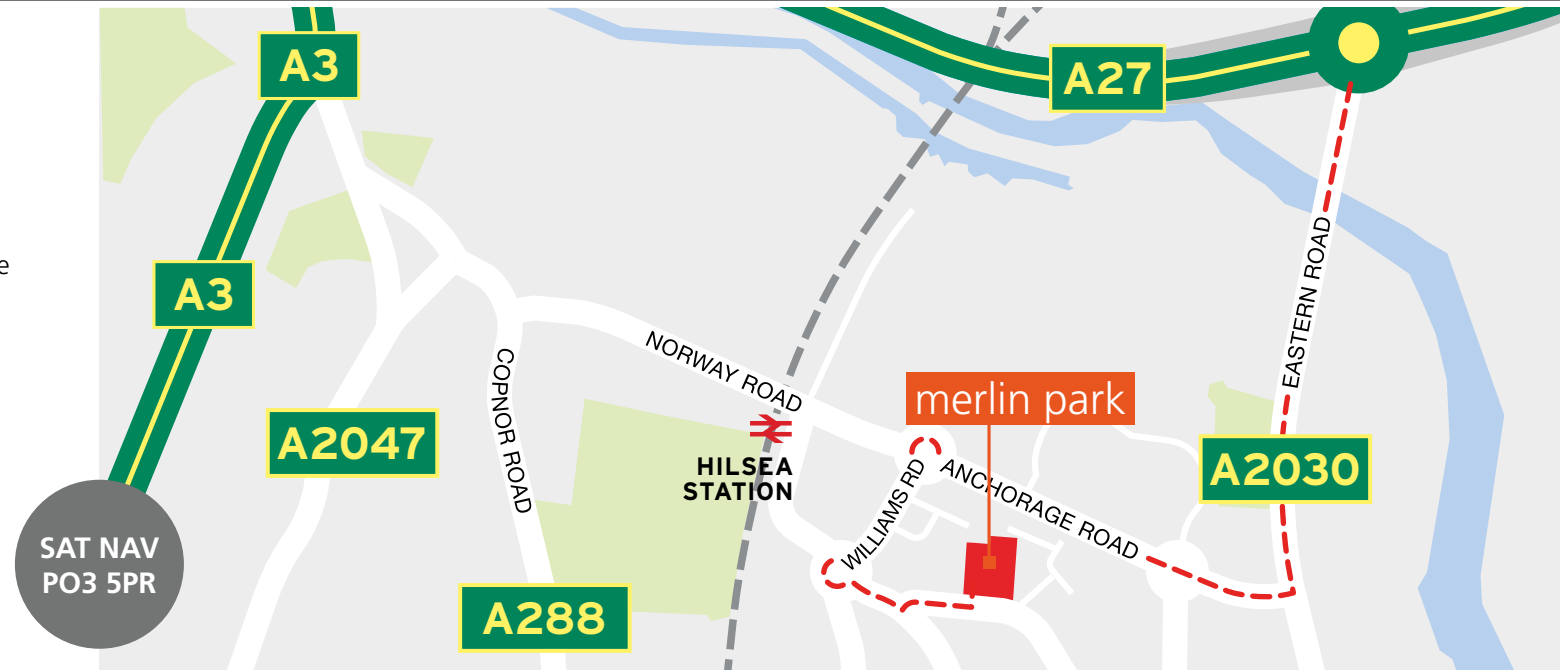 A3
A27
e
A3
EASTERN ROAD
NORWAY ROAD
COPNOR ROAD
merlin park
A2047
A2030
HILSEA
STATION
WILLIAMS RD
ANCHORAGE ROAD
SAT NAV
PO3 5PR
A288